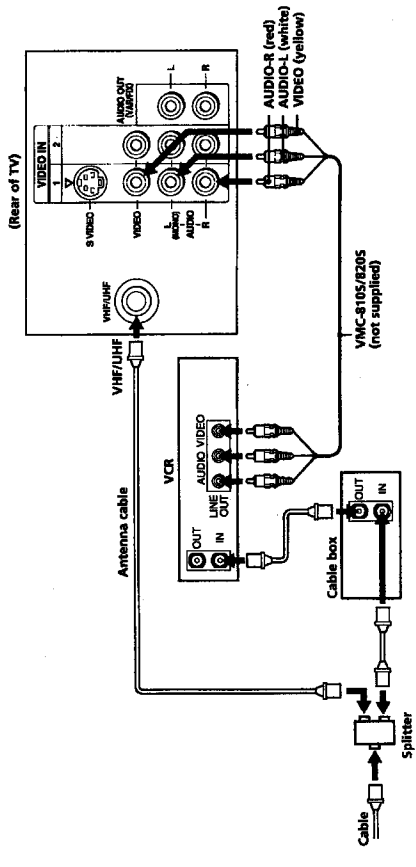 (Rear of TV)
VIDEO IN
1
2
AUDIO OUT
(VAR/FIX)
S VIDEO
VIDEO
L
(MONO)
AUDIO
R
L
R
VHF/UHF
AUDIO-R (red)
AUDIO-L (white)
VIDEO (yellow)
VHF/UHF
Antenna cable
VMC-810S/820S
(not supplied)
VCR
AUDIO VIDEO
LINE
OUT
OUT
IN
Cable box
OUT
IN
Splitter
Cable